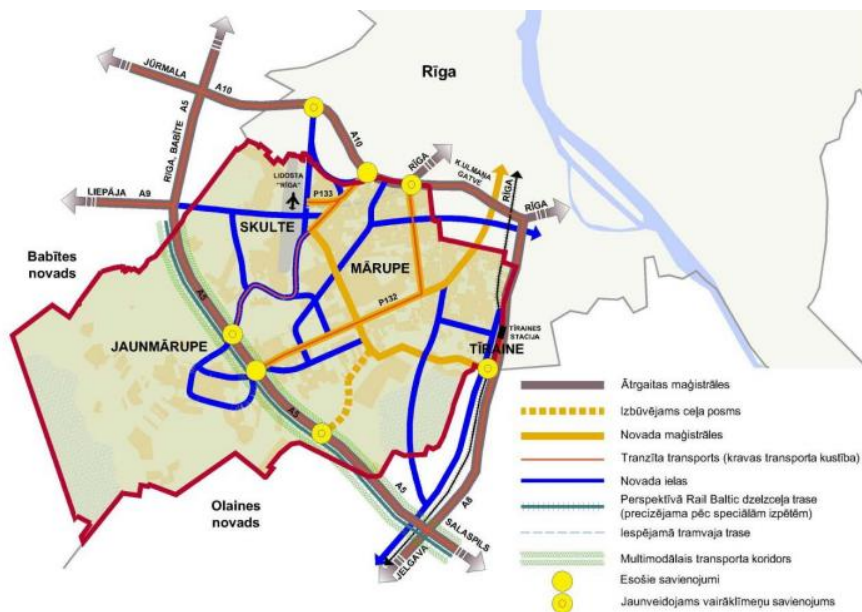 Rīga
JŪRMALA
A10
A5
RIGA, BABĪTE
A10
RĪGA
K.ULMAŅA
GATVE
RĪGA
RĪGA
LIDOSTA
"RĪGA"
P133
LIEPĀJA
A9
SKULTE
Babītes
novads
MĀRUPE
A5
P132
JAUNMĀRUPE
TĪRAINES
STACIJA
TĪRAINE
A5
Olaines
novads
A5
A8
SALASPILS
JELGAVA
Ātrgaitas maģistrāles
Izbūvējams ceļa posms
Novada maģistrāles
Tranzīta transports (kravas transporta kustība)
Novada ielas
Perspektīvā Rail Baltic dzelzceļa trase
(precizējama pēc speciālām izpētēm)
Iespējamā tramvaja trase
Multimodālais transporta koridors
Esošie savienojumi
Jaunveidojams vairāklīmeņu savienojums